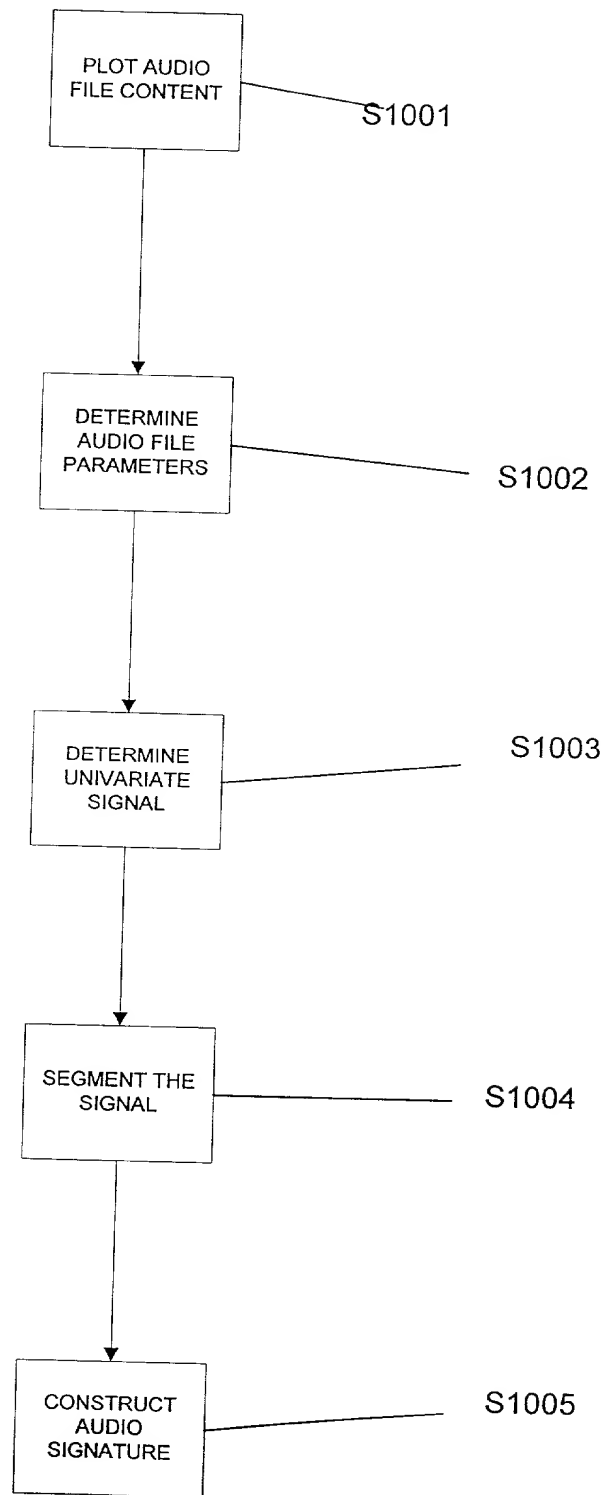 PLOT AUDIO
FILE CONTENT
S1001
DETERMINE
AUDIO FILE
PARAMETERS
S1002
DETERMINE
UNIVARIATE
SIGNAL
S1003
SEGMENT THE
SIGNAL
S1004
CONSTRUCT
AUDIO
SIGNATURE
S1005